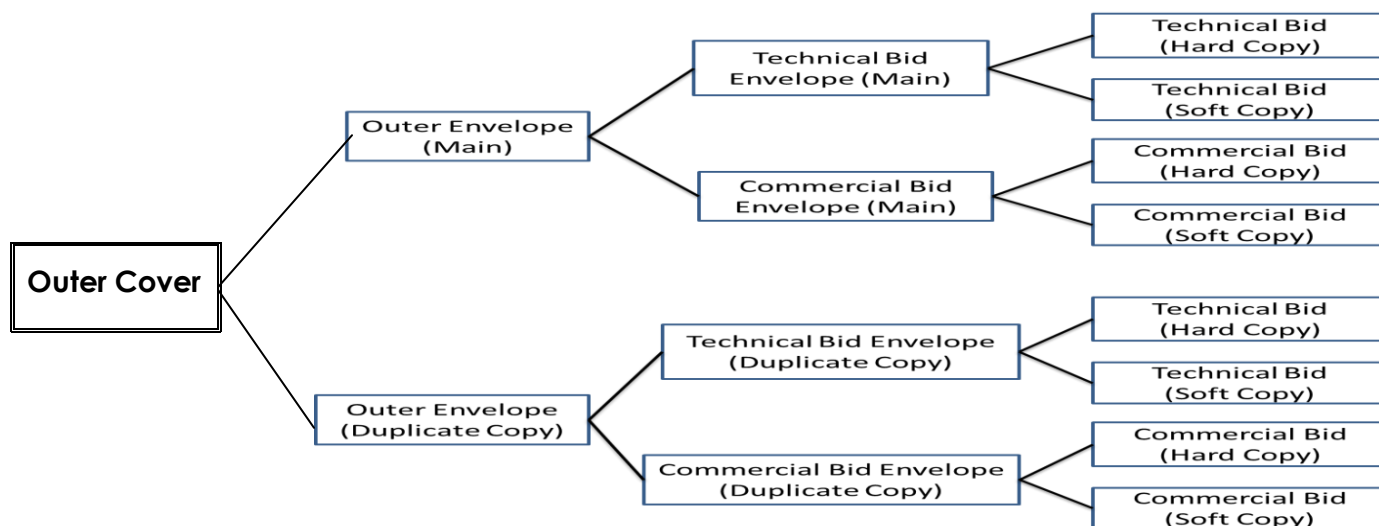 Technical Bid
(Hard Copy)
Technical Bid
Envelope (Main)
Technical Bid
(Soft Copy)
Outer Envelope
(Main)
Commercial Bid
(Hard Copy)
Commercial Bid
Envelope (Main)
Commercial Bid
(Soft Copy)
Outer Cover
Technical Bid
(Hard Copy)
Technical Bid Envelope
(Duplicate Copy)
Technical Bid
(Soft Copy)
Outer Envelope
(Duplicate Copy)
Commercial Bid
(Hard Copy)
Commercial Bid Envelope
(Duplicate Copy)
Commercial Bid
(Soft Copy)